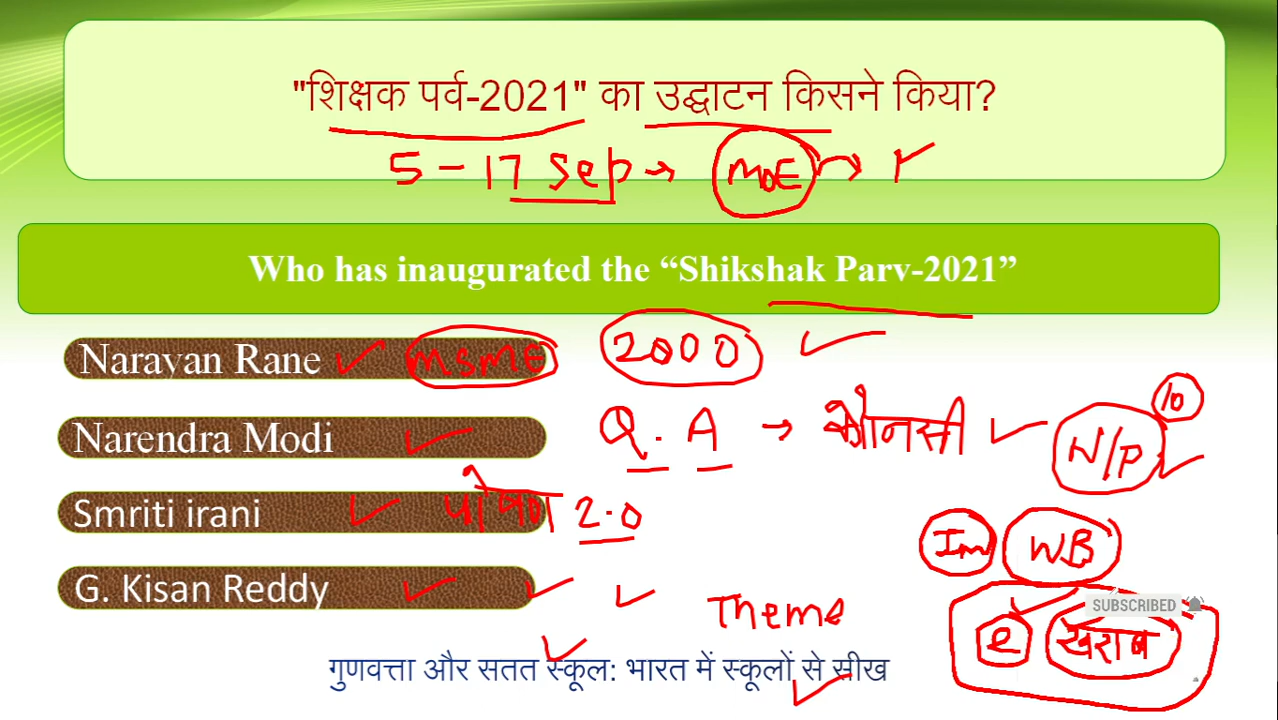 "शिक्षक पर्व-2021" का उद्घाटन किसने किया?
5 - 17 Sep → MoE →
Who has inaugurated the “Shikshak Parv-2021”
Narayan Rane MSME 2000
Narendra Modi Q. A → कौनसी N/P 10
Smriti irani पोषण 2.0
Im WB
G. Kisan Reddy
Theme
SUBSCRIBED
e खराब
गुणवत्ता और सतत स्कूल: भारत में स्कूलों से सीख